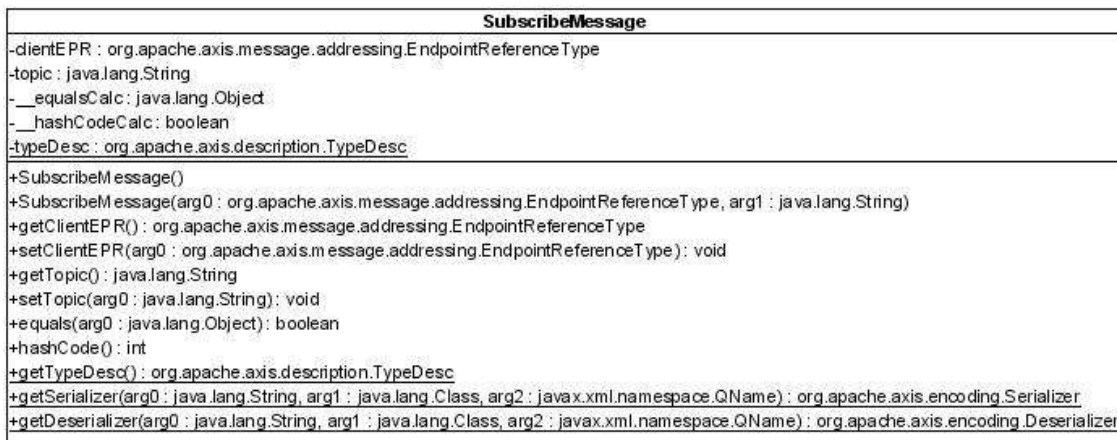 SubscribeMessage
-clientEPR : org.apache.axis.message.addressing.EndpointReferenceType
-topic : java.lang.String
-__equalsCalc : java.lang.Object
-__hashCodeCalc : boolean
-typeDesc : org.apache.axis.description.TypeDesc
+SubscribeMessage()
+SubscribeMessage(arg0 : org.apache.axis.message.addressing.EndpointReferenceType, arg1 : java.lang.String)
+getClientEPR() : org.apache.axis.message.addressing.EndpointReferenceType
+setClientEPR(arg0 : org.apache.axis.message.addressing.EndpointReferenceType) : void
+getTopic() : java.lang.String
+setTopic(arg0 : java.lang.String) : void
+equals(arg0 : java.lang.Object) : boolean
+hashCode() : int
+getTypeDesc() : org.apache.axis.description.TypeDesc
+getSerializer(arg0 : java.lang.String, arg1 : java.lang.Class, arg2 : javax.xml.namespace.QName) : org.apache.axis.encoding.Serializer
+getDeserializer(arg0 : java.lang.String, arg1 : java.lang.Class, arg2 : javax.xml.namespace.QName) : org.apache.axis.encoding.Deserializer